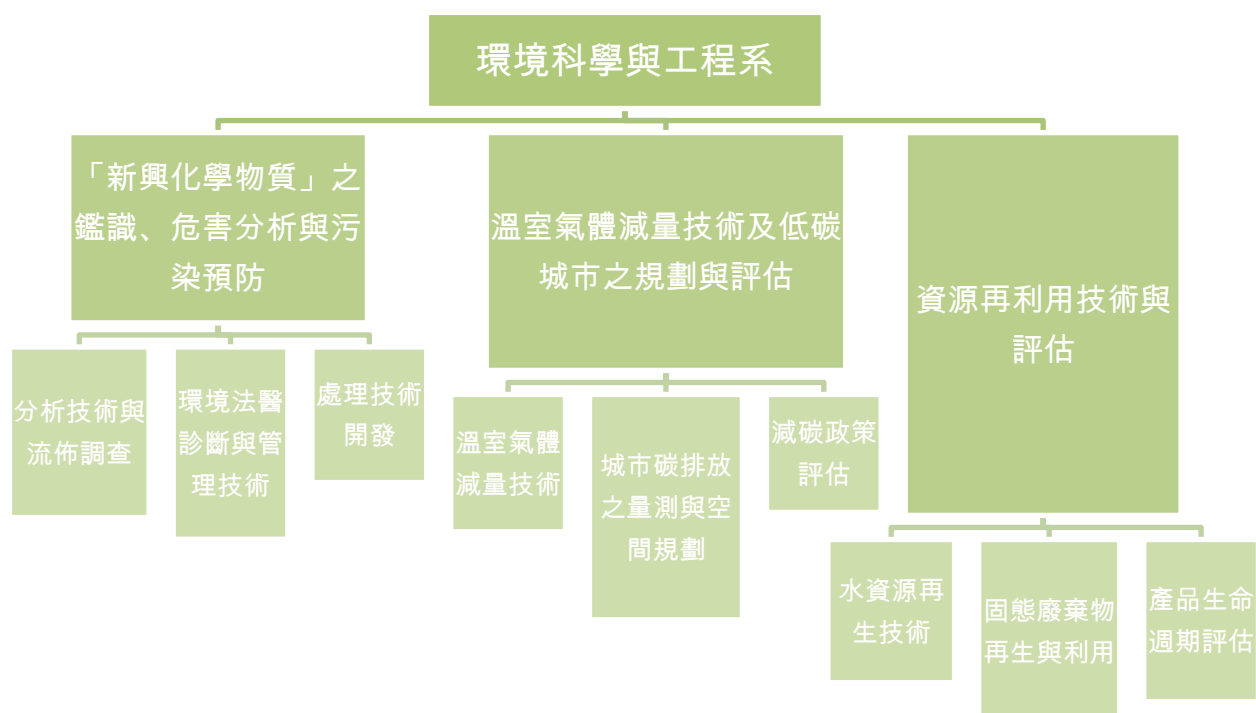 環境科學與工程系
「新興化學物質」之
鑑識、危害分析與污
染預防
溫室氣體減量技術及低碳
城市之規劃與評估
資源再利用技術與
評估
分析技術與
流佈調查
環境法醫
診斷與管
理技術
處理技術
開發
溫室氣體
減量技術
城市碳排放
之量測與空
間規劃
減碳政策
評估
水資源再
生技術
固態廢棄物
再生與利用
產品生命
週期評估